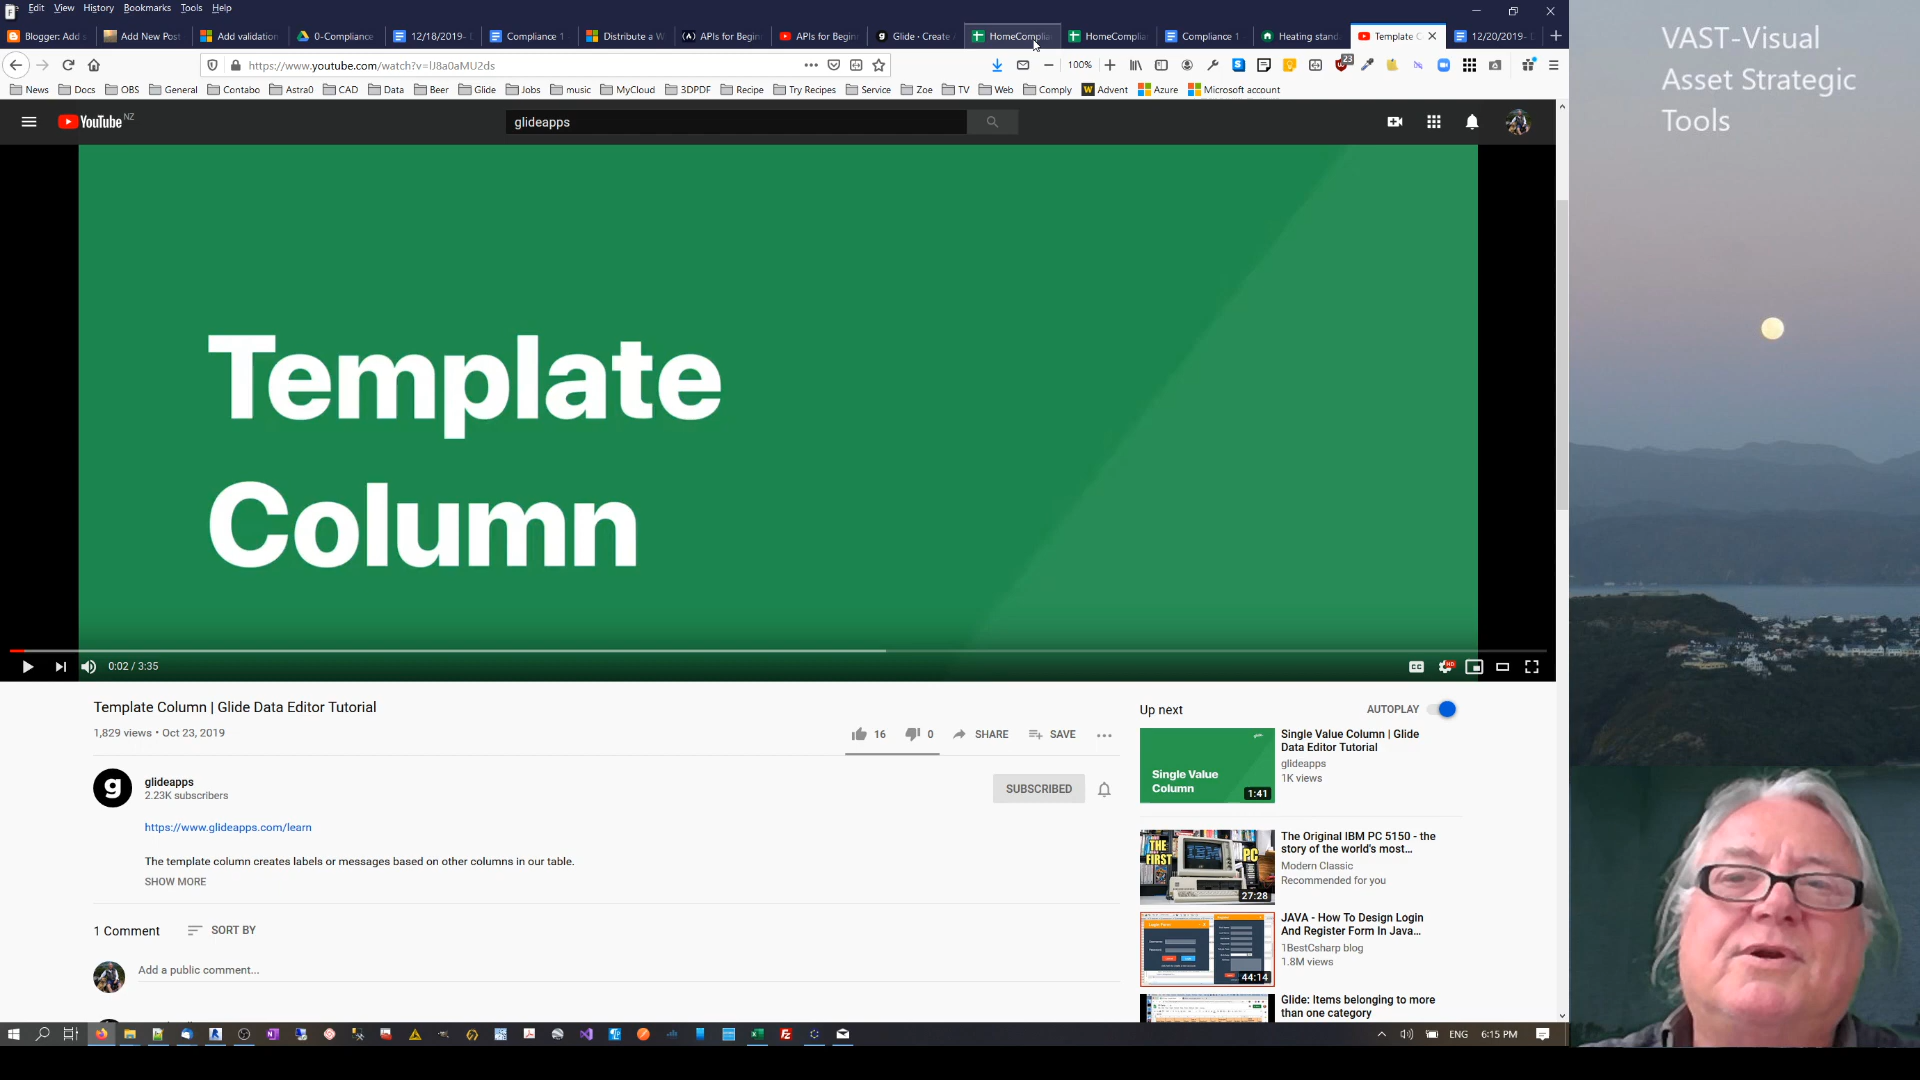 Edit View History Bookmarks Tools Help
Blogger: Add Add New Post Add validation 0-Compliance 12/18/2019- Compliance 1 Distribute a W APIs for Begin APIs for Begin Glide - Create HomeComplia HomeComplia Compliance 1 Heating stand Template C 12/20/2019-
https://www.youtube.com/watch?v=lJ8a0aMU2ds 100% 23
News Docs OBS General Contabo Astra0 CAD Data Beer Glide Jobs music MyCloud 3DPDF Recipe Try Recipes Service Zoe TV Web Comply Advent Azure Microsoft account
YouTube NZ glideapps
VAST-Visual
Asset Strategic
Tools
Template
Column
0:02 / 3:35 CC HD
Template Column | Glide Data Editor Tutorial
1,829 views • Oct 23, 2019
16 0 SHARE SAVE
g glideapps
2.23K subscribers
SUBSCRIBED
https://www.glideapps.com/learn
The template column creates labels or messages based on other columns in our table.
SHOW MORE
1 Comment SORT BY
Add a public comment...
Up next AUTOPLAY
Single Value
Column
1:41
Single Value Column | Glide
Data Editor Tutorial
glideapps
1K views
THE
FIRST
IBM
PC
27:28
The Original IBM PC 5150 - the
story of the world's most...
Modern Classic
Recommended for you
44:14
JAVA - How To Design Login
And Register Form In Java...
1BestCsharp blog
1.8M views
Glide: Items belonging to more
than one category
ENG 6:15 PM